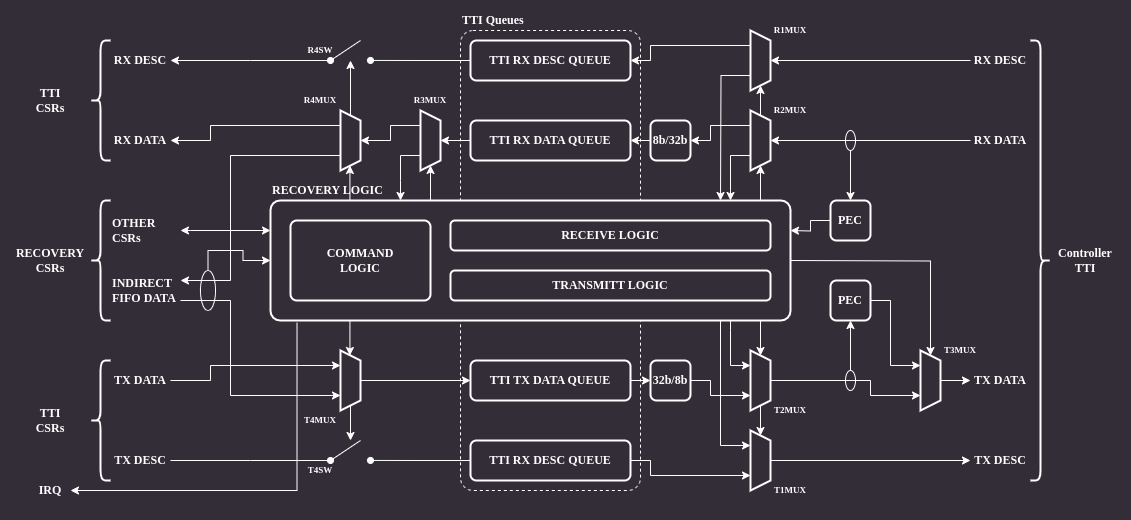 TTI Queues
R1MUX
R4SW
RX DESC
TTI RX DESC QUEUE
RX DESC
TTI
CSRs
R4MUX
R3MUX
R2MUX
RX DATA
TTI RX DATA QUEUE
8b/32b
RX DATA
RECOVERY LOGIC
PEC
OTHER
CSRs
RECEIVE LOGIC
RECOVERY
CSRs
COMMAND
LOGIC
Controller
TTI
INDIRECT
FIFO DATA
TRANSMITT LOGIC
PEC
T3MUX
TX DATA
TTI TX DATA QUEUE
32b/8b
TX DATA
TTI
CSRs
T4MUX
T2MUX
TX DESC
TTI RX DESC QUEUE
TX DESC
T4SW
IRQ
T1MUX